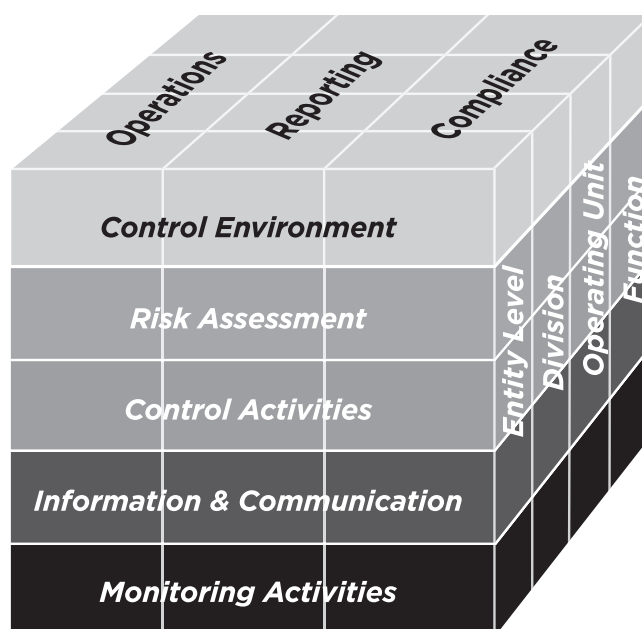 Operations
Reporting
Compliance
Control Environment
Risk Assessment
Control Activities
Information & Communication
Monitoring Activities
Entity Level
Division
Operating Unit
Function